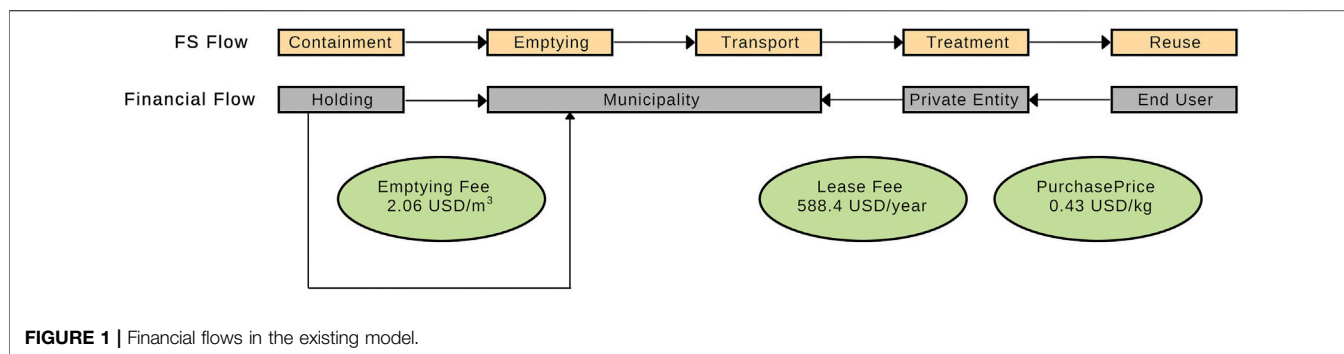 FS Flow Containment Emptying Transport Treatment Reuse
Financial Flow Holding Municipality Private Entity End User
Emptying Fee
2.06 USD/m³
Lease Fee
588.4 USD/year
PurchasePrice
0.43 USD/kg
FIGURE 1 | Financial flows in the existing model.